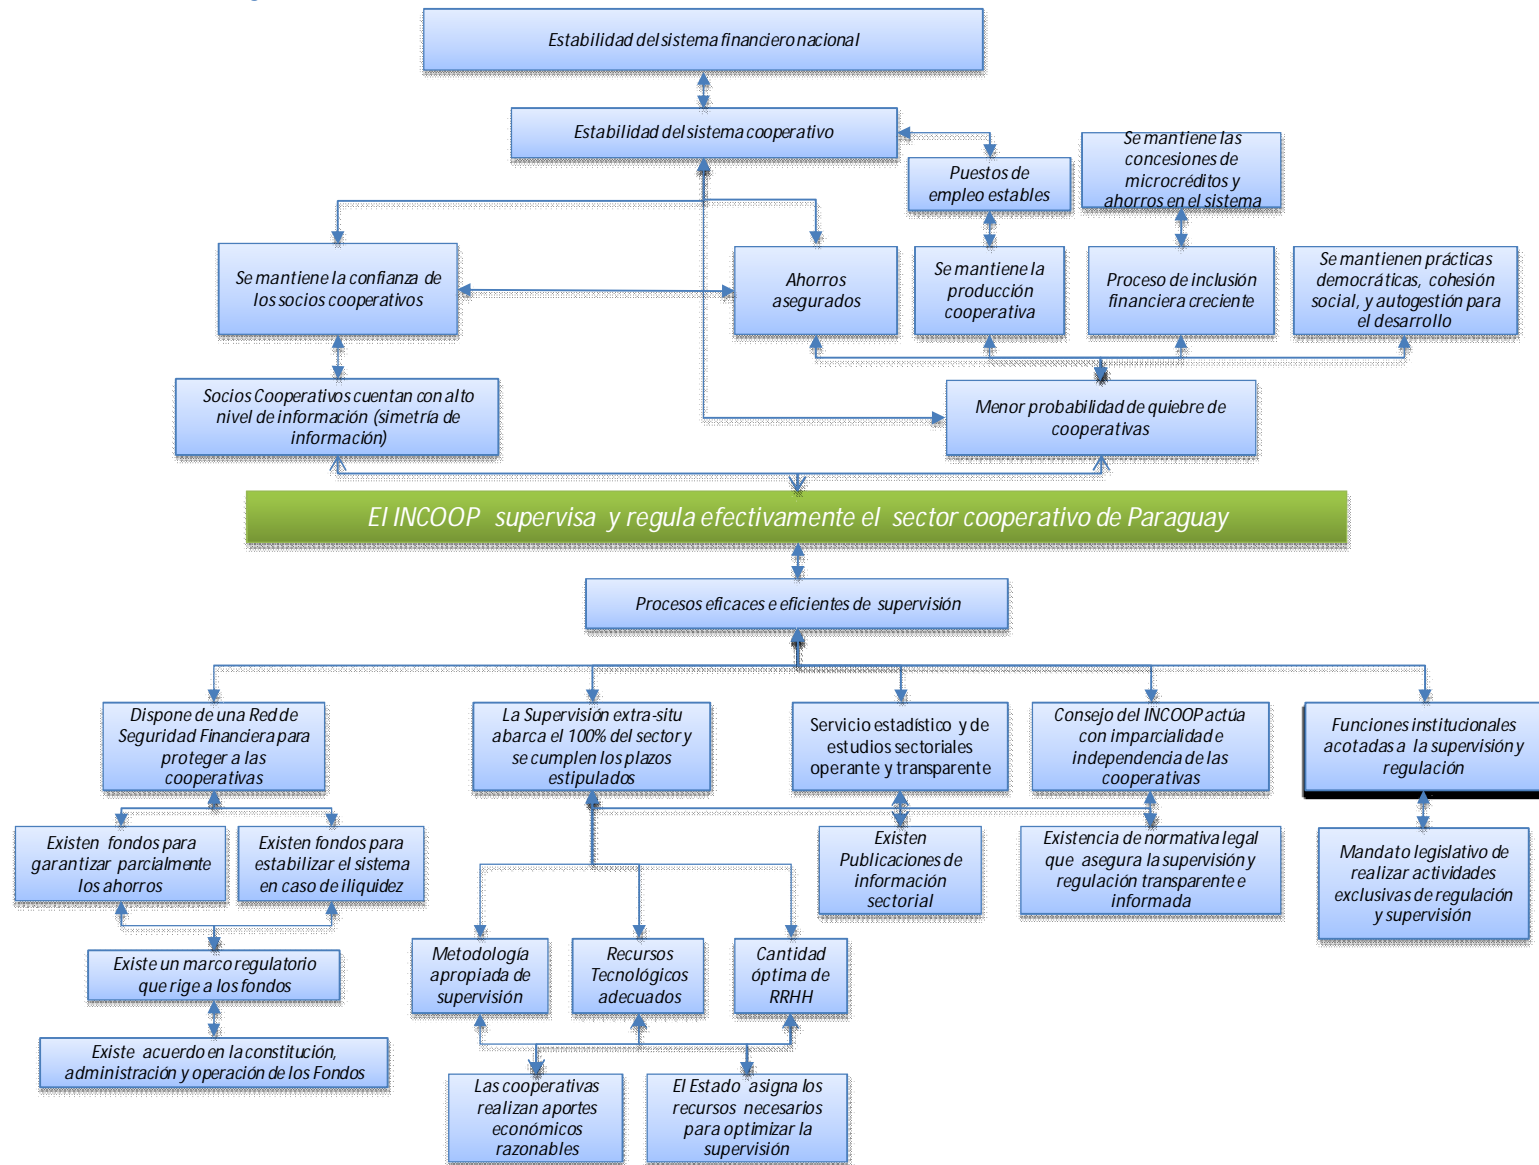 Estabilidad del sistema financiero nacional
Estabilidad del sistema cooperativo
Puestos de
empleo estables
Se mantiene las
concesiones de
microcréditos y
ahorros en el sistema
Se mantiene la confianza de
los socios cooperativos
Ahorros
asegurados
Se mantiene la
producción
cooperativa
Proceso de inclusión
financiera creciente
Se mantienen prácticas
democráticas, cohesión
social, y autogestión para
el desarrollo
Socios Cooperativos cuentan con alto
nivel de información (simetría de
información)
Menor probabilidad de quiebre de
cooperativas
El INCOOP supervisa y regula efectivamente el sector cooperativo de Paraguay
Procesos eficaces e eficientes de supervisión
Dispone de una Red de
Seguridad Financiera para
proteger a las
cooperativas
La Supervisión extra-situ
abarca el 100% del sector y
se cumplen los plazos
estipulados
Servicio estadístico y de
estudios sectoriales
operante y transparente
Consejo del INCOOP actúa
con imparcialidad e
independencia de las
cooperativas
Funciones institucionales
acotadas a la supervisión y
regulación
Existen fondos para
garantizar parcialmente
los ahorros
Existen fondos para
estabilizar el sistema
en caso de iliquidez
Existen
Publicaciones de
información
sectorial
Existencia de normativa legal
que asegura la supervisión y
regulación transparente e
informada
Mandato legislativo de
realizar actividades
exclusivas de regulación
y supervisión
Existe un marco regulatorio
que rige a los fondos
Metodología
apropiada de
supervisión
Recursos
Tecnológicos
adecuados
Cantidad
óptima de
RRHH
Existe acuerdo en la constitución,
administración y operación de los Fondos
Las cooperativas
realizan aportes
económicos
razonables
El Estado asigna los
recursos necesarios
para optimizar la
supervisión